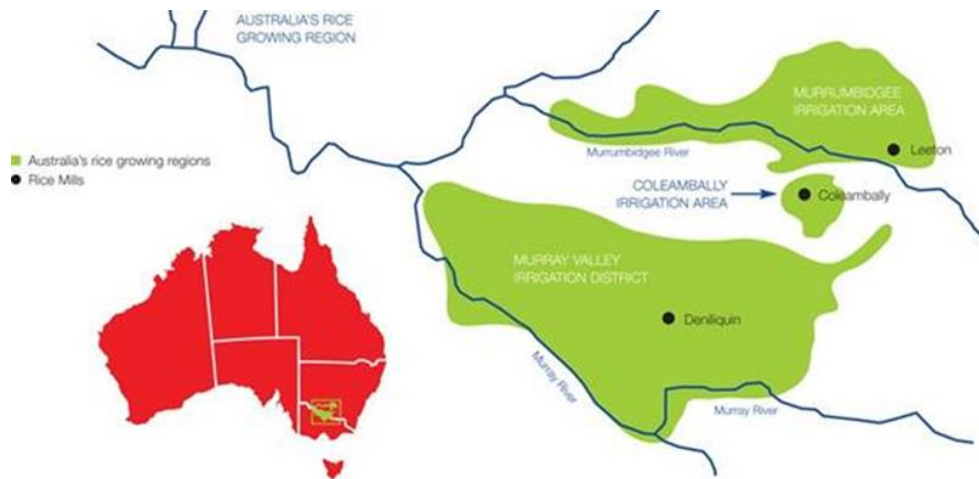 AUSTRALIA'S RICE
GROWING REGION
MURRUMBIDGEE
IRRIGATION AREA
Murrumbidgee River
Leeton
Australia's rice growing regions
Rice Mills
COLEAMBALLY
IRRIGATION AREA
Coleambally
MURRAY VALLEY
IRRIGATION DISTRICT
Deniliquin
Murray River
Murray River